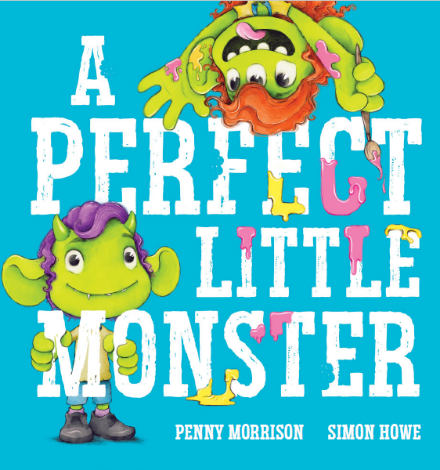 A
PERFECT
LITTLE
MONSTER
PENNY MORRISON SIMON HOWE